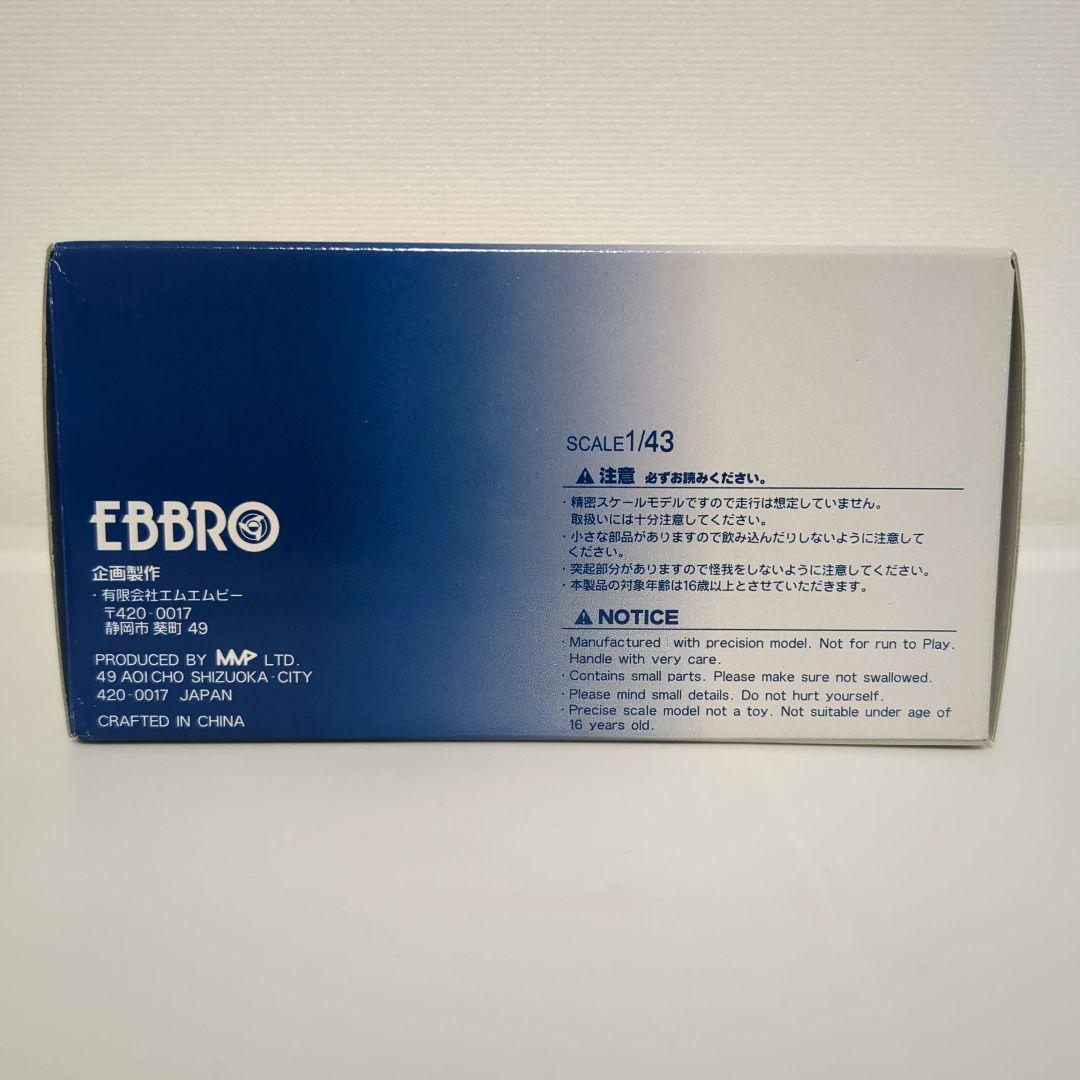 EBBRO
企画製作
・有限会社エムエムピー
〒420-0017
静岡市 葵町 49
PRODUCED BY MMP LTD.
49 AOI CHO SHIZUOKA-CITY
420-0017 JAPAN
CRAFTED IN CHINA
SCALE1/43
⚠ 注意 必ずお読みください。
・精密スケールモデルですので走行は想定していません。
取扱いには十分注意してください。
・小さな部品がありますので飲み込んだりしないように注意して
ください。
・突起部分がありますので怪我をしないように注意してください。
・本製品の対象年齢は16歳以上とさせていただきます。
⚠ NOTICE
・Manufactured with precision model. Not for run to Play.
Handle with very care.
・Contains small parts. Please make sure not swallowed.
・Please mind small details. Do not hurt yourself.
・Precise scale model not a toy. Not suitable under age of
16 years old.